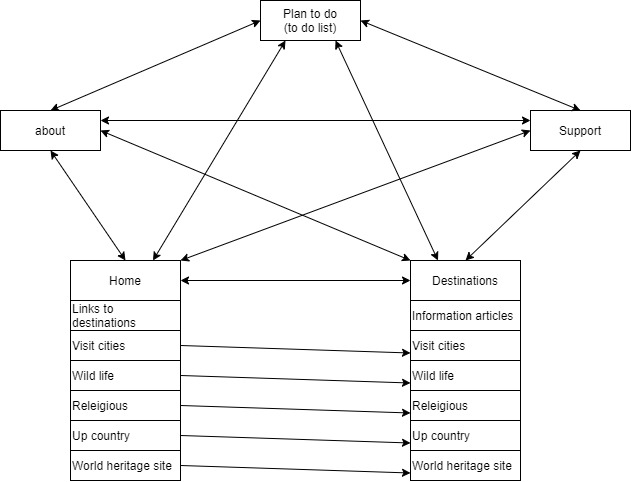 Plan to do
(to do list)
about
Support
Home
Destinations
Links to
destinations
Information articles
Visit cities
Visit cities
Wild life
Wild life
Releigious
Releigious
Up country
Up country
World heritage site
World heritage site